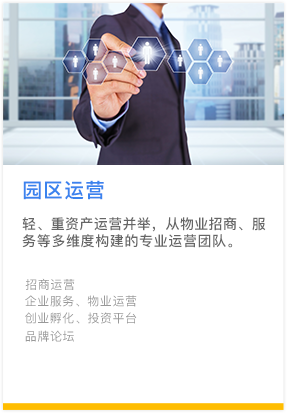 园区运营
轻、重资产运营并举，从物业招商、服
务等多维度构建的专业运营团队。
招商运营
企业服务、物业运营
创业孵化、投资平台
品牌论坛